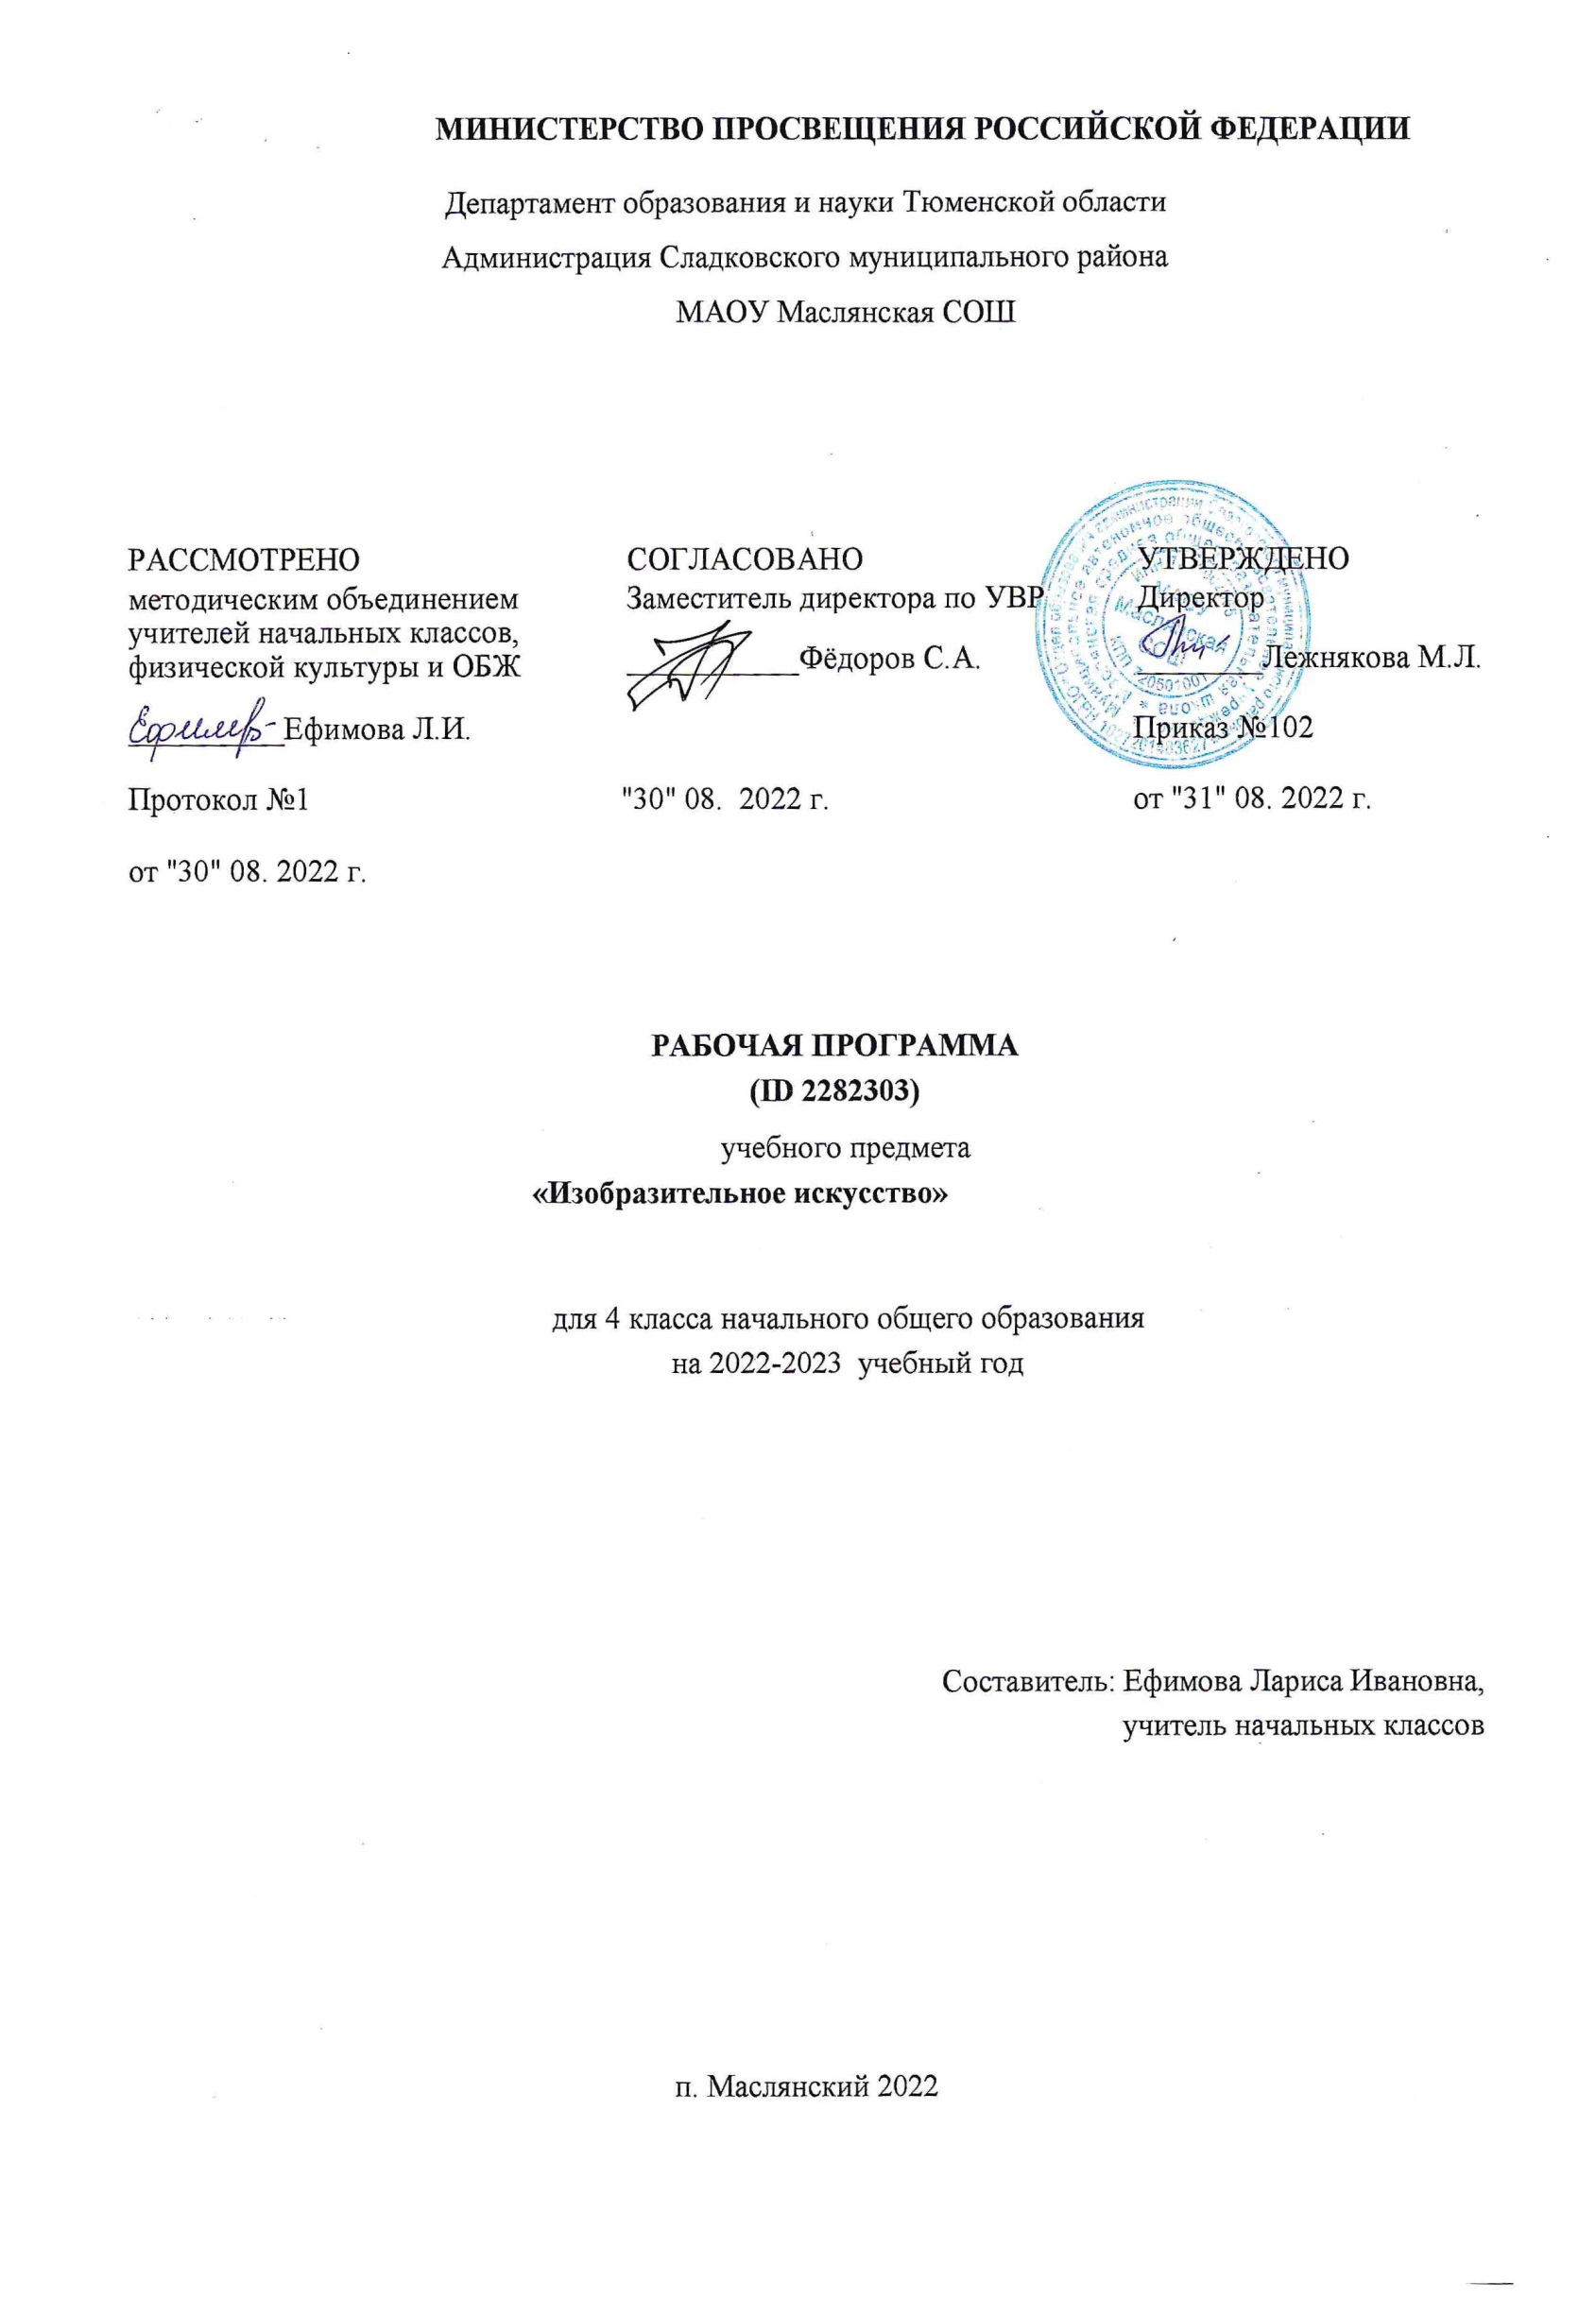 МИНИСТЕРСТВО ПРОСВЕЩЕНИЯ РОССИЙСКОЙ ФЕДЕРАЦИИ
Департамент образования и науки Тюменской области
Администрация Сладковского муниципального района
МАОУ Маслянская СОШ
РАССМОТРЕНО
методическим объединением
учителей начальных классов,
физической культуры и ОБЖ
Ефимова Л.И.
Протокол №1
от "30" 08. 2022 г.
СОГЛАСОВАНО
Заместитель директора по УВР
Фёдоров С.А.
"30" 08. 2022 г.
УТВЕРЖДЕНО
Директор
Лежнякова М.Л.
Приказ №102
от "31" 08. 2022 г.
РАБОЧАЯ ПРОГРАММА
(ID 2282303)
учебного предмета
«Изобразительное искусство»
для 4 класса начального общего образования
на 2022-2023 учебный год
Составитель: Ефимова Лариса Ивановна,
учитель начальных классов
п. Маслянский 2022